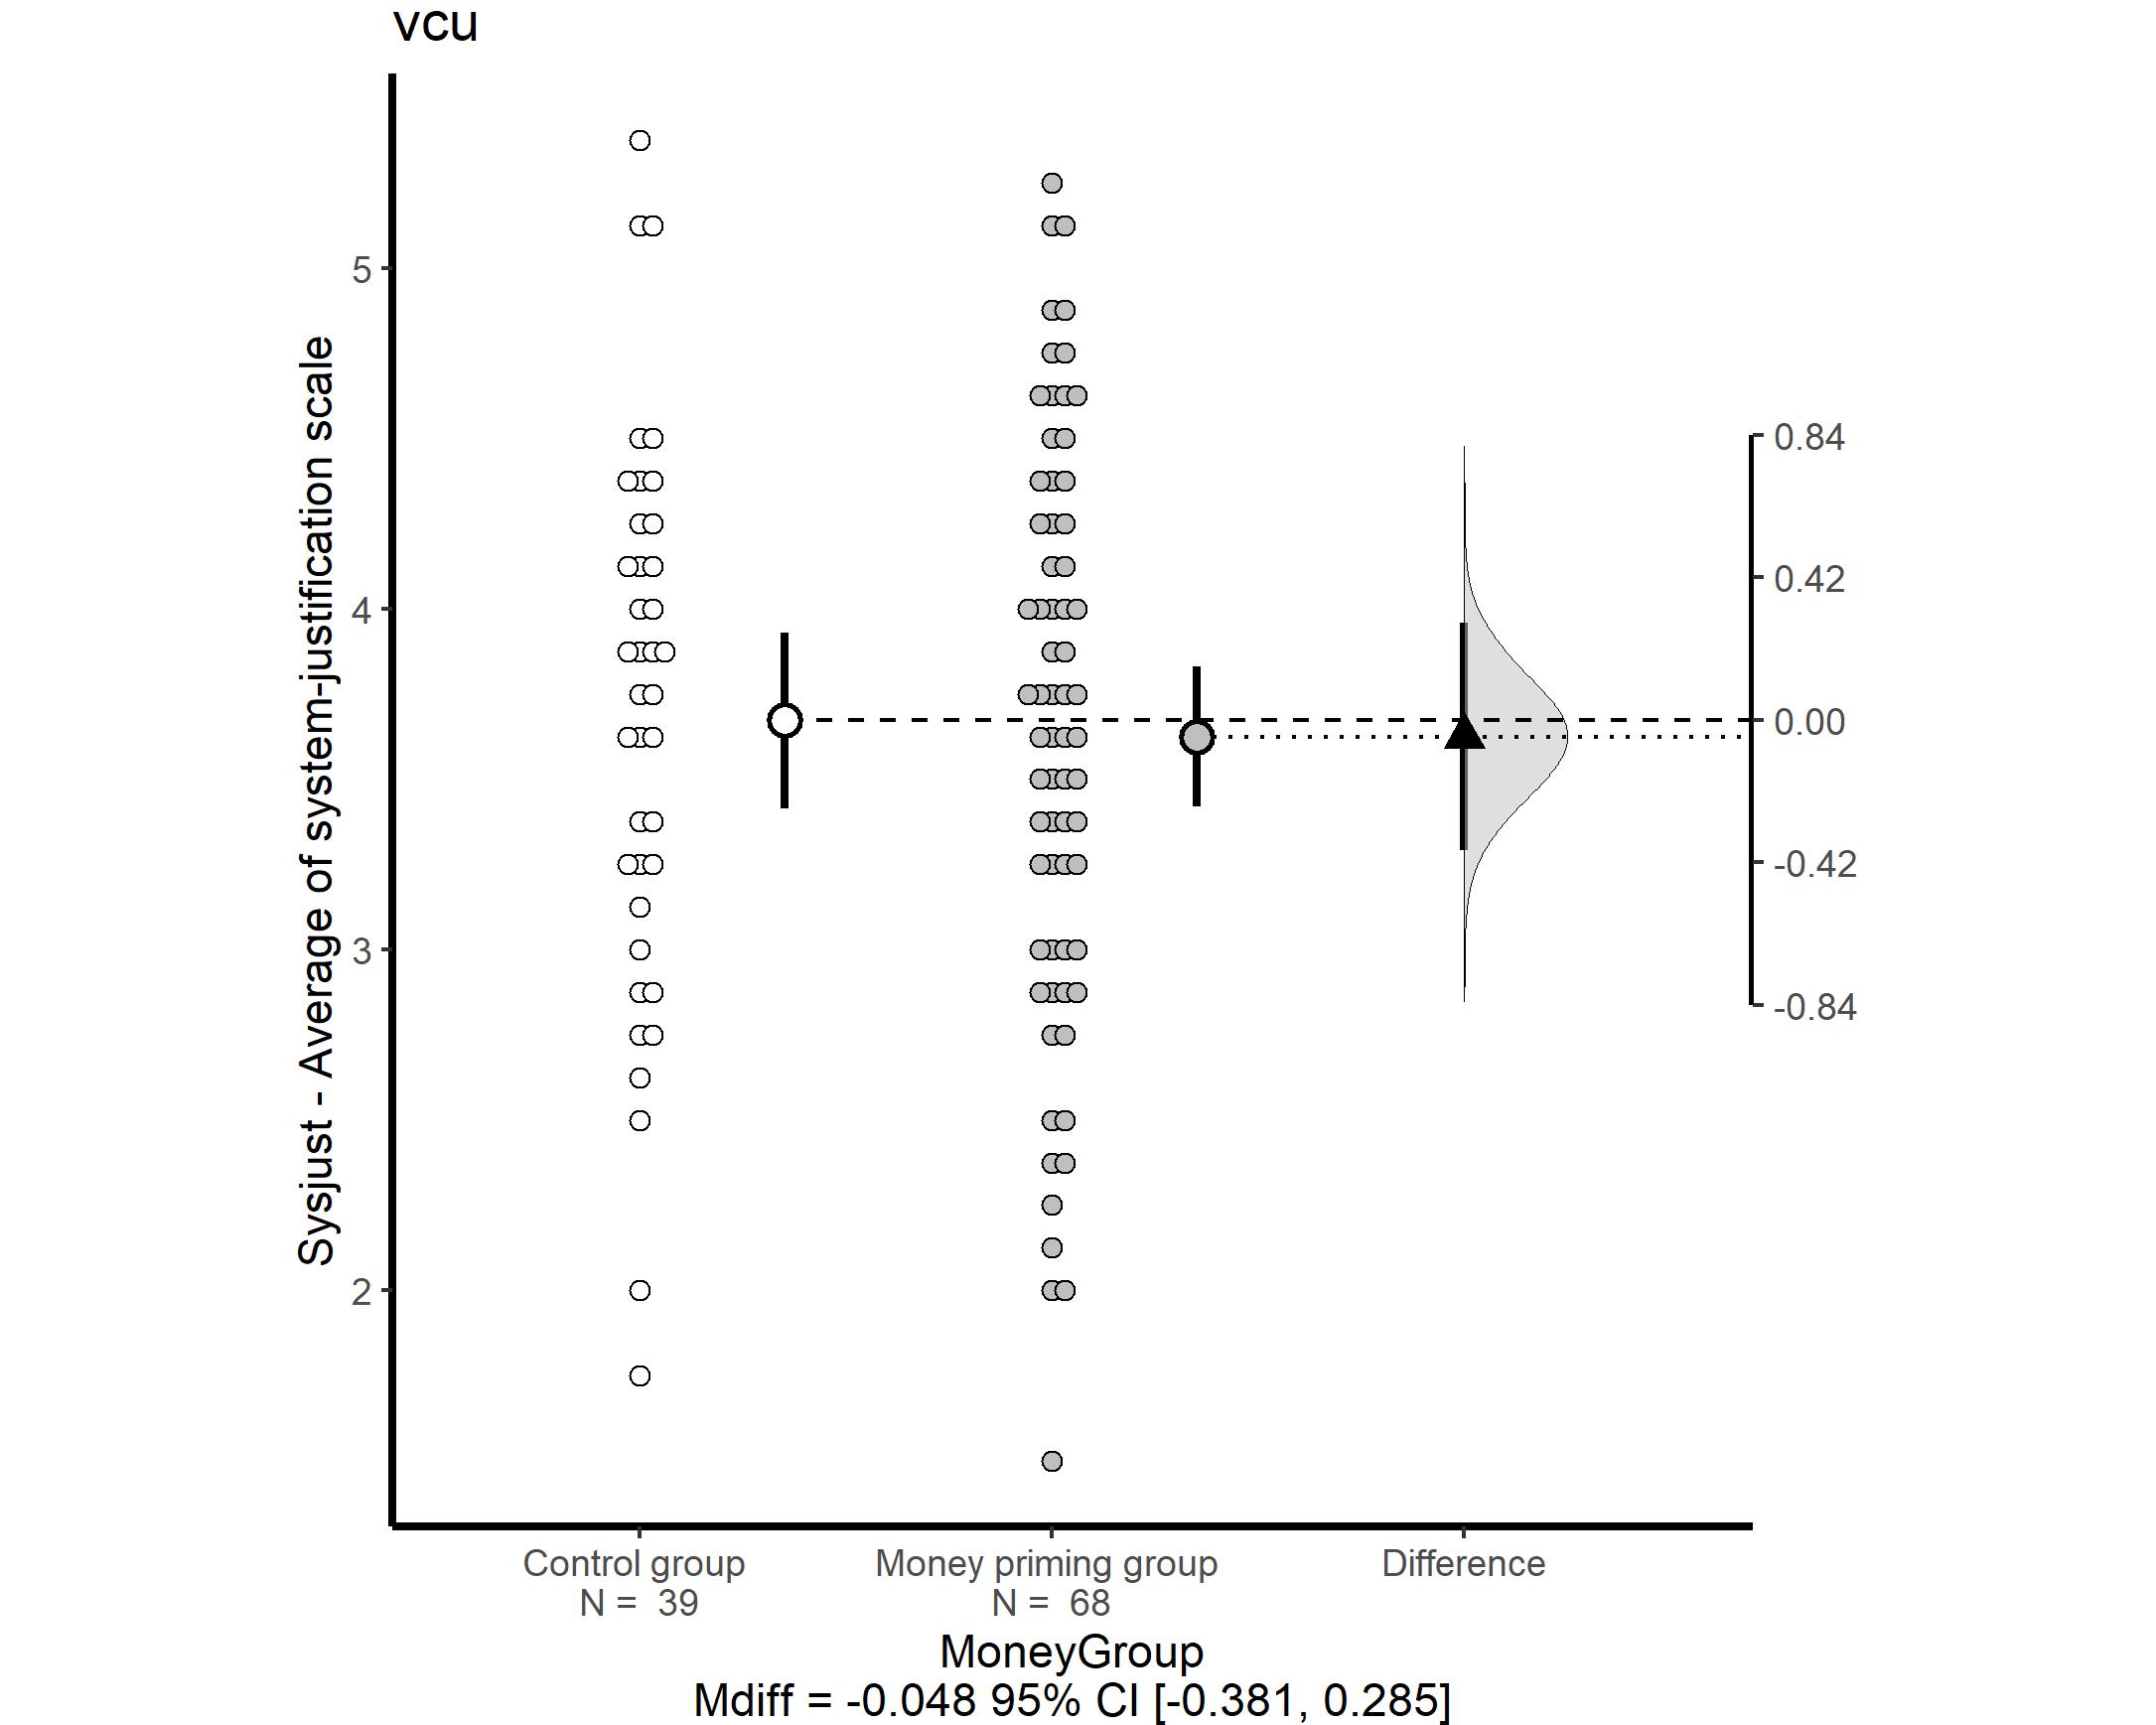 vcu
Sysjust - Average of system-justification scale
5
4
3
2
0.84
0.42
0.00
-0.42
-0.84
Control group
N =  39
Money priming group
N =  68
Difference
MoneyGroup
Mdiff = -0.048 95% CI [-0.381, 0.285]